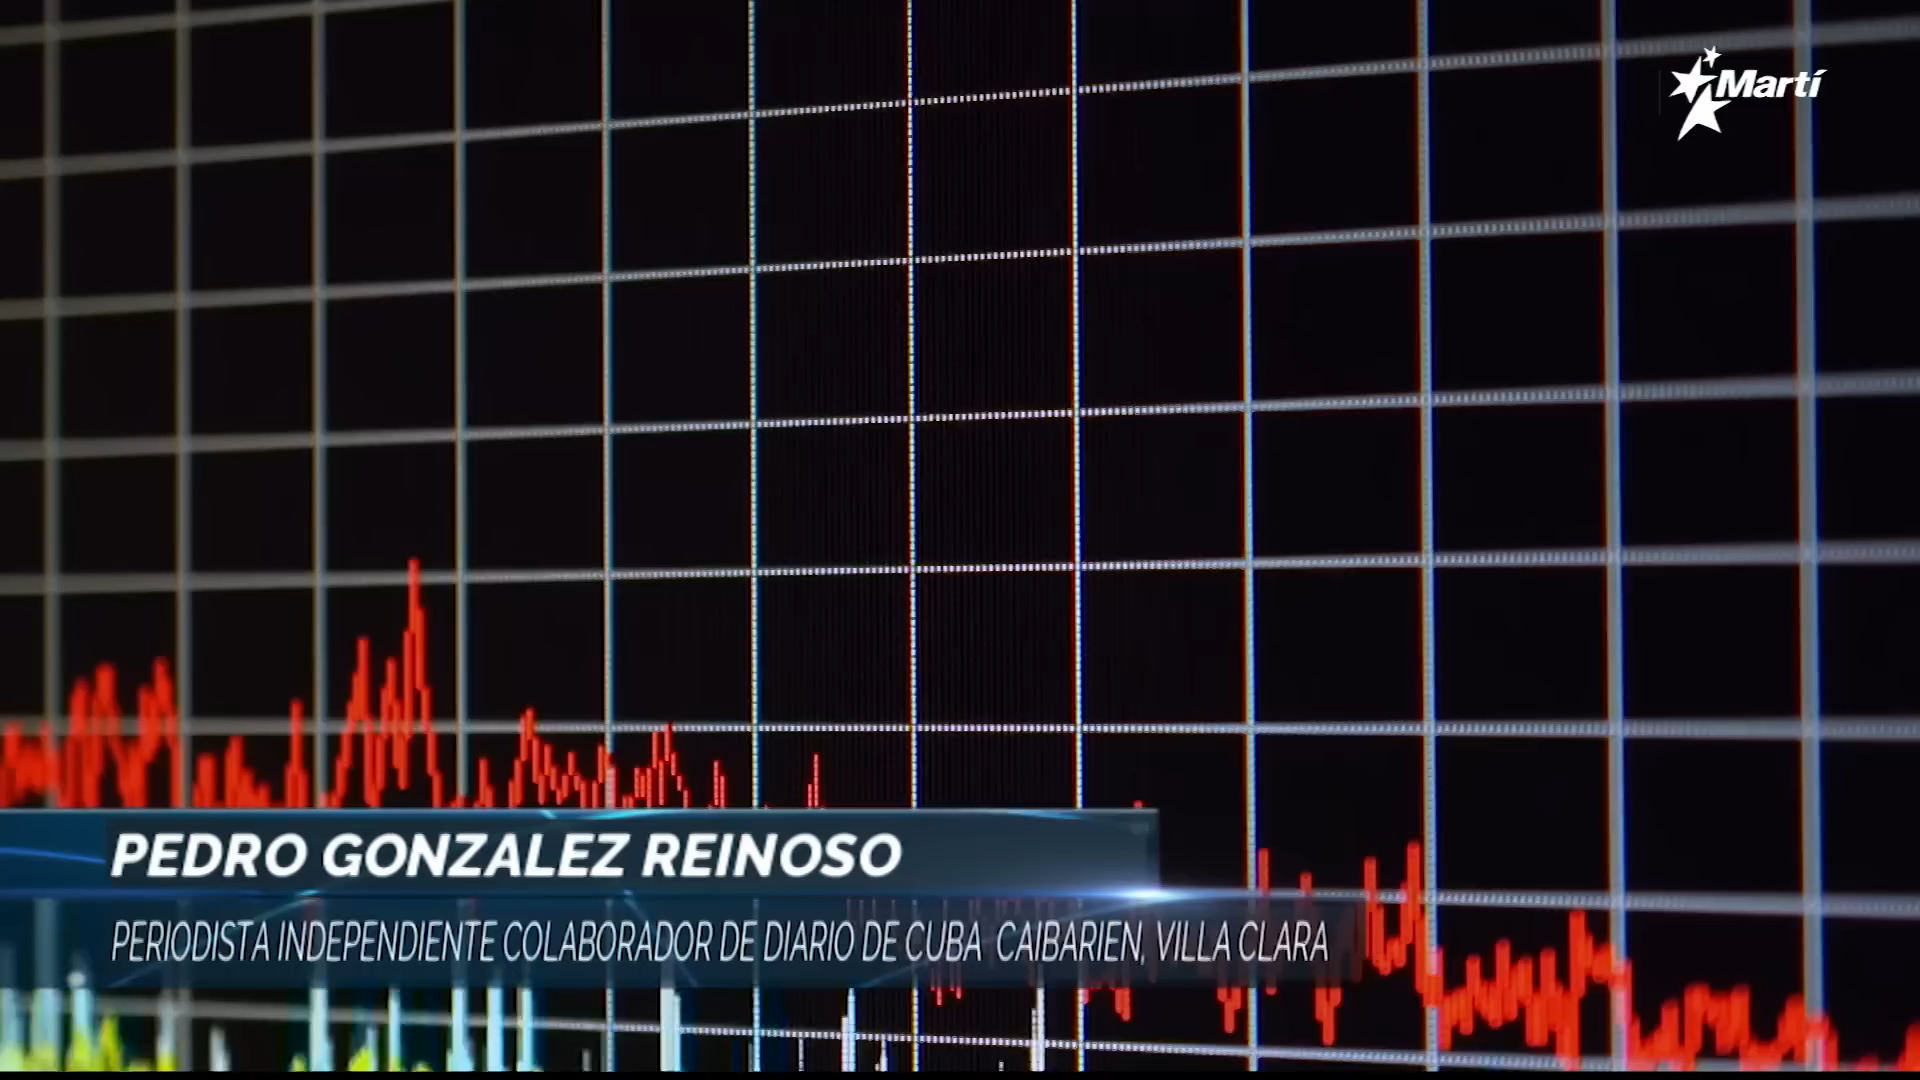 Martí
PEDRO GONZALEZ REINOSO
PERIODISTA INDEPENDIENTE COLABORADOR DE DIARIO DE CUBA CAIBARIEN, VILLA CLARA